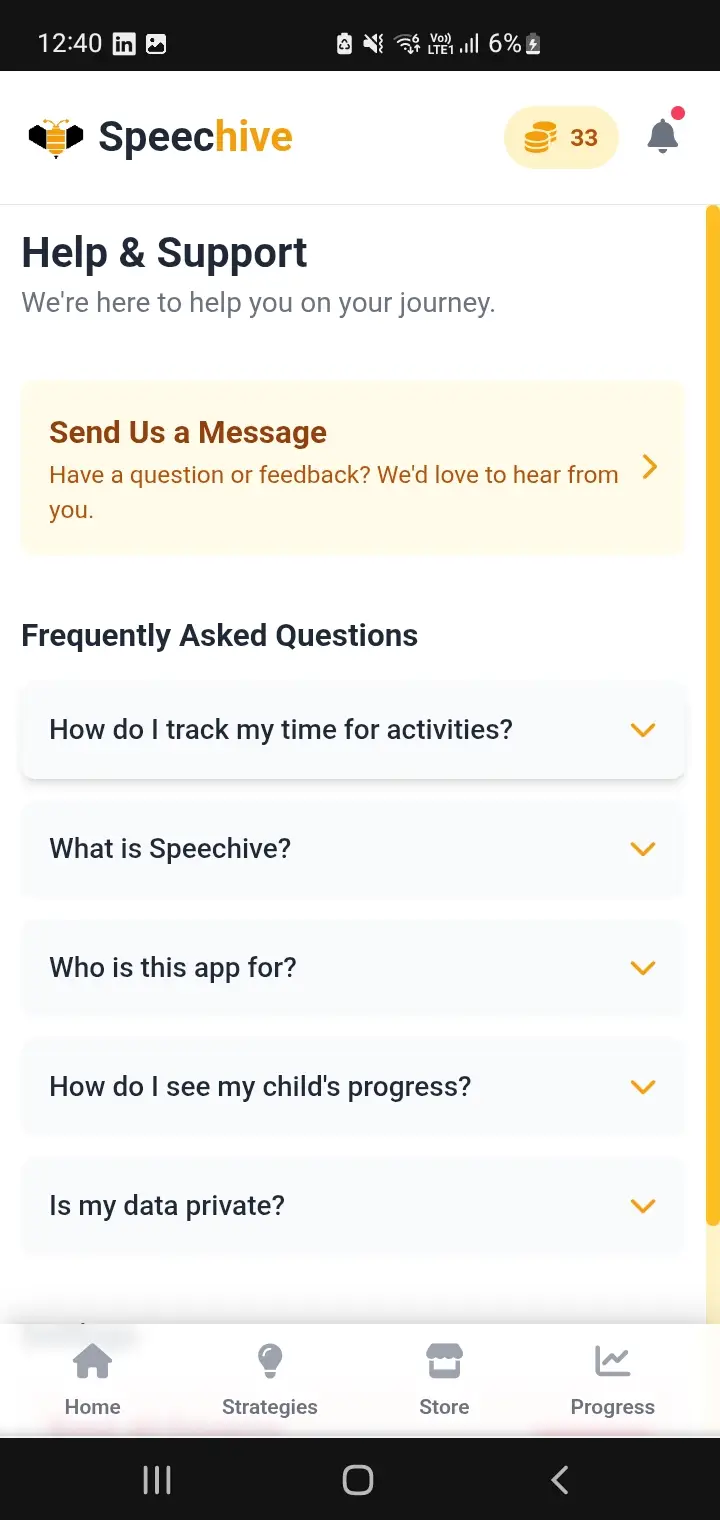 12:40
Vo))
LTE1
6%
Speechive
33
Help & Support
We're here to help you on your journey.
Send Us a Message
Have a question or feedback? We'd love to hear from
you.
Frequently Asked Questions
How do I track my time for activities?
What is Speechive?
Who is this app for?
How do I see my child's progress?
Is my data private?
Home
Strategies
Store
Progress